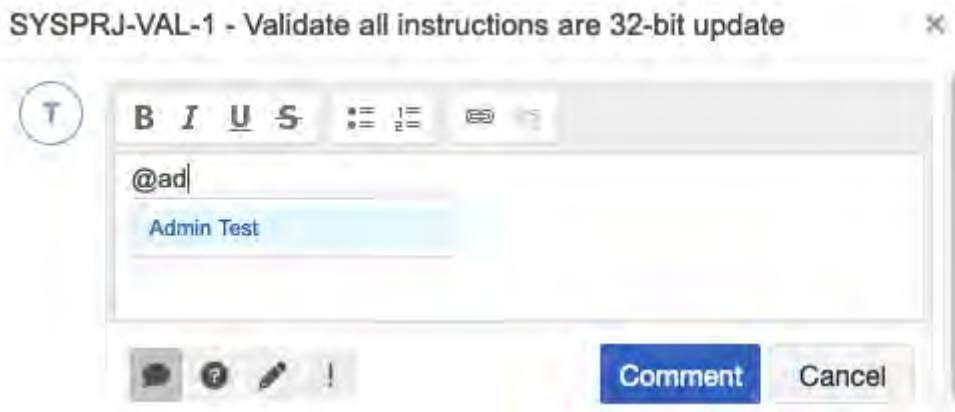 SYSPRJ-VAL-1 - Validate all instructions are 32-bit update
T
B I U S
@ad
Admin Test
Comment Cancel